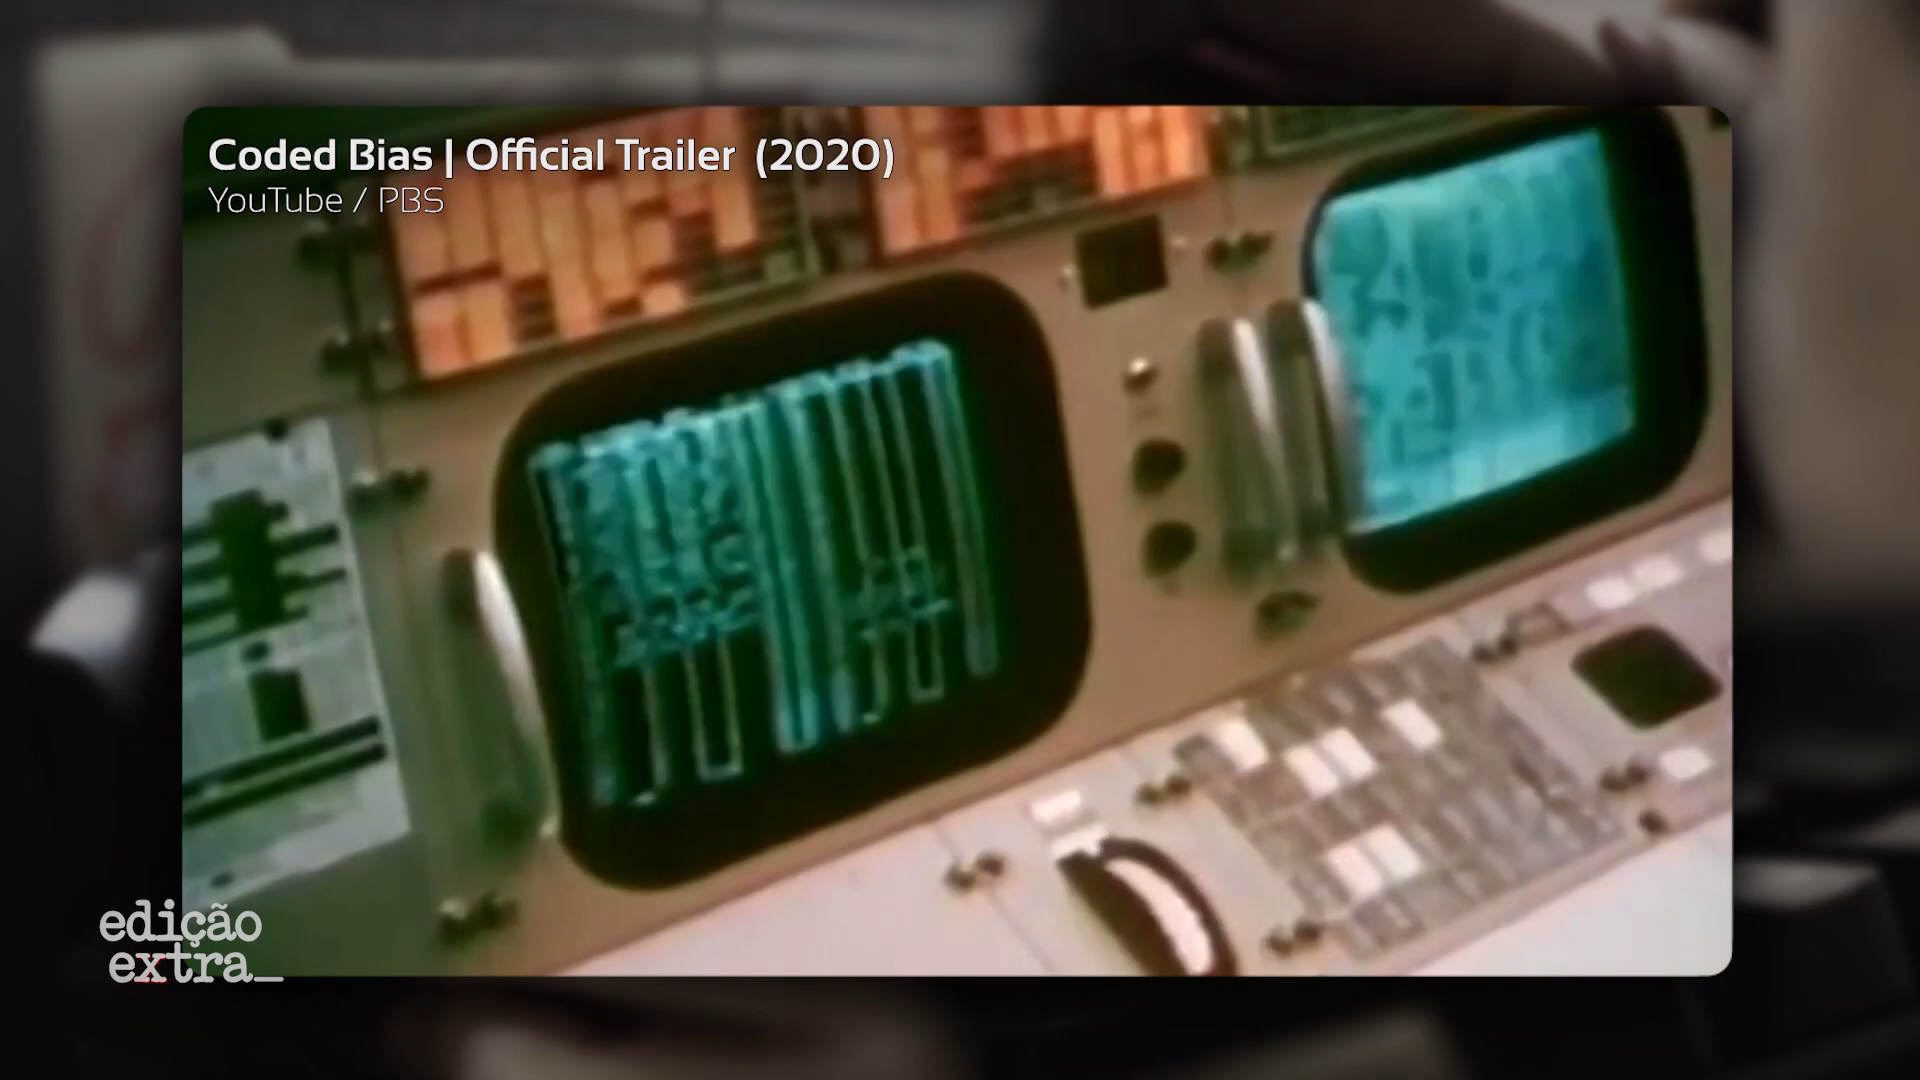 Coded Bias | Official Trailer (2020)
YouTube / PBS
edição
extra_